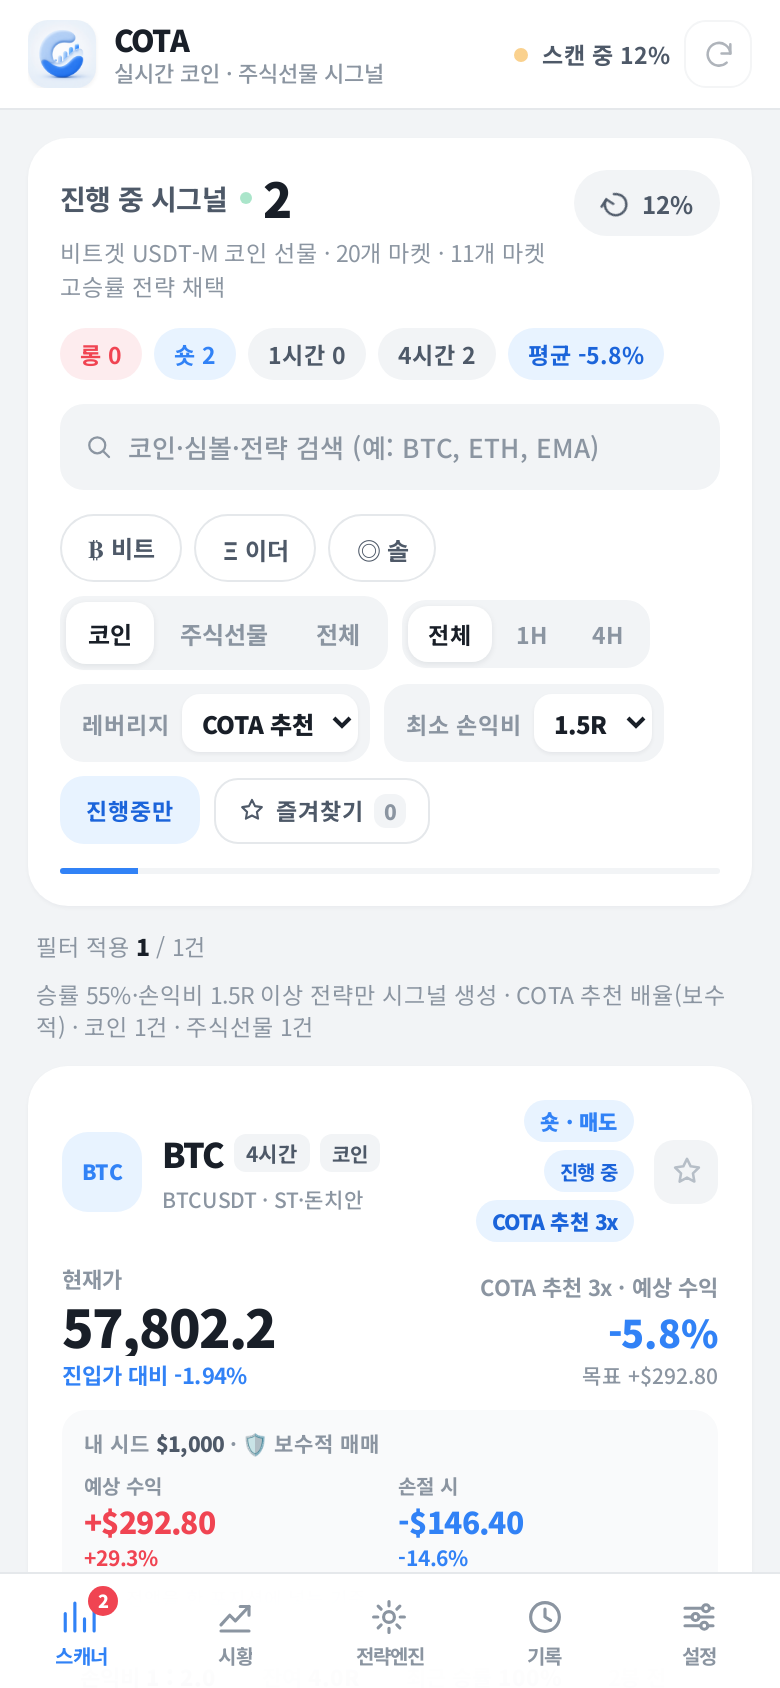 COTA
실시간 코인 · 주식선물 시그널
스캔 중 12%
진행 중 시그널 2
12%
비트겟 USDT-M 코인 선물 · 20개 마켓 · 11개 마켓
고승률 전략 채택
롱 0 숏 2 1시간 0 4시간 2 평균 -5.8%
코인·심볼·전략 검색 (예: BTC, ETH, EMA)
₿ 비트 Ξ 이더 ◎ 솔
코인 주식선물 전체 전체 1H 4H
레버리지 COTA 추천 최소 손익비 1.5R
진행중만 즐겨찾기 0
필터 적용 1 / 1건
승률 55%·손익비 1.5R 이상 전략만 시그널 생성 · COTA 추천 배율(보수
적) · 코인 1건 · 주식선물 1건
숏 · 매도
BTC
BTC 4시간 코인
진행 중
BTCUSDT · ST·돈치안
COTA 추천 3x
현재가
COTA 추천 3x · 예상 수익
57,802.2
-5.8%
진입가 대비 -1.94%
목표 +$292.80
내 시드 $1,000 · 🛡️ 보수적 매매
예상 수익 손절 시
+$292.80 -$146.40
+29.3% -14.6%
2
스캐너 시황 전략엔진 기록 설정